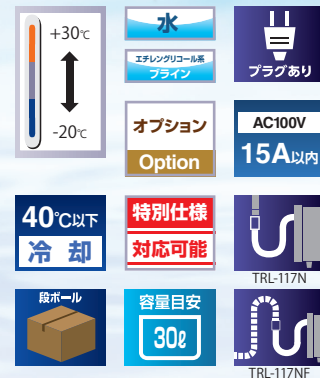 +30℃
-20℃
水
エチレングリコール系
ブライン
プラグあり
オプション
Option
AC100V
15A以内
40℃以下
冷却
特別仕様
対応可能
TRL-117N
段ボール
容量目安
30ℓ
TRL-117NF